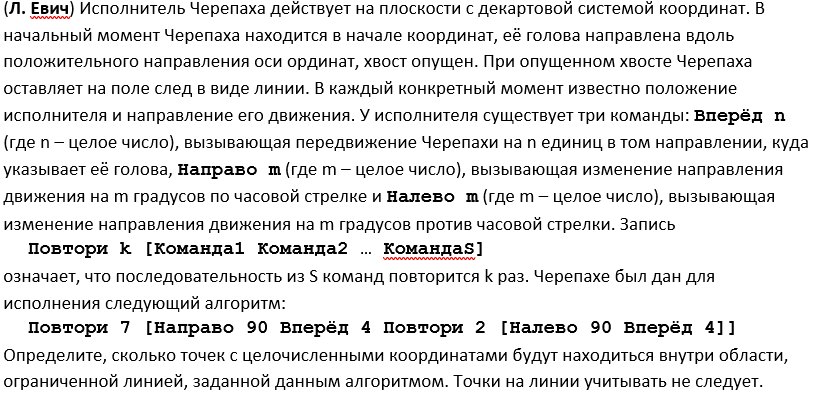 (Л. Евич) Исполнитель Черепаха действует на плоскости с декартовой системой координат. В
начальный момент Черепаха находится в начале координат, её голова направлена вдоль
положительного направления оси ординат, хвост опущен. При опущенном хвосте Черепаха
оставляет на поле след в виде линии. В каждый конкретный момент известно положение
исполнителя и направление его движения. У исполнителя существует три команды: Вперёд n
(где n – целое число), вызывающая передвижение Черепахи на n единиц в том направлении, куда
указывает её голова, Направо m (где m – целое число), вызывающая изменение направления
движения на m градусов по часовой стрелке и Налево m (где m – целое число), вызывающая
изменение направления движения на m градусов против часовой стрелки. Запись
Повтори k [Команда1 Команда2 … КомандаS]
означает, что последовательность из S команд повторится k раз. Черепахе был дан для
исполнения следующий алгоритм:
Повтори 7 [Направо 90 Вперёд 4 Повтори 2 [Налево 90 Вперёд 4]]
Определите, сколько точек с целочисленными координатами будут находиться внутри области,
ограниченной линией, заданной данным алгоритмом. Точки на линии учитывать не следует.